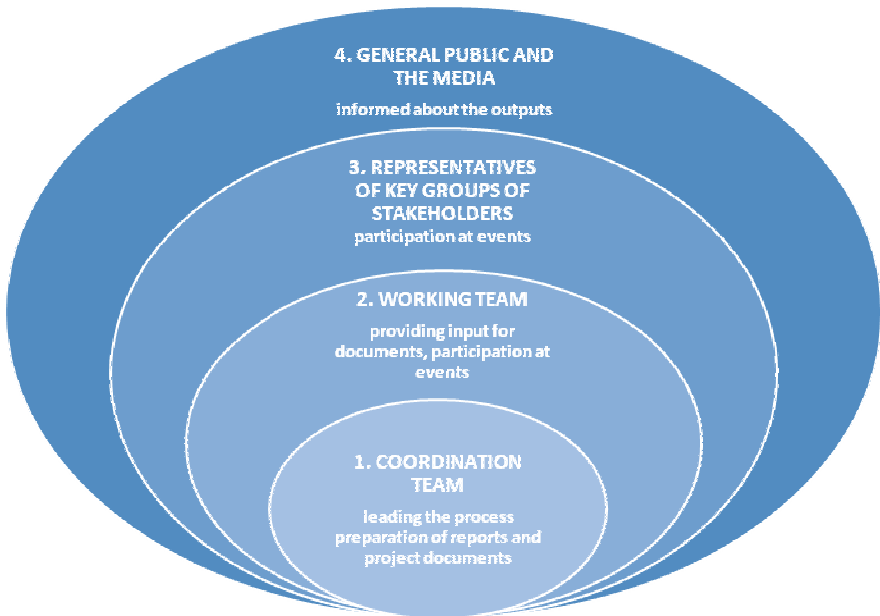 4. GENERAL PUBLIC AND
THE MEDIA
informed about the outputs
3. REPRESENTATIVES
OF KEY GROUPS OF
STAKEHOLDERS
participation at events
2. WORKING TEAM
providing input for
documents, participation at
events
1. COORDINATION
TEAM
leading the process
preparation of reports and
project documents